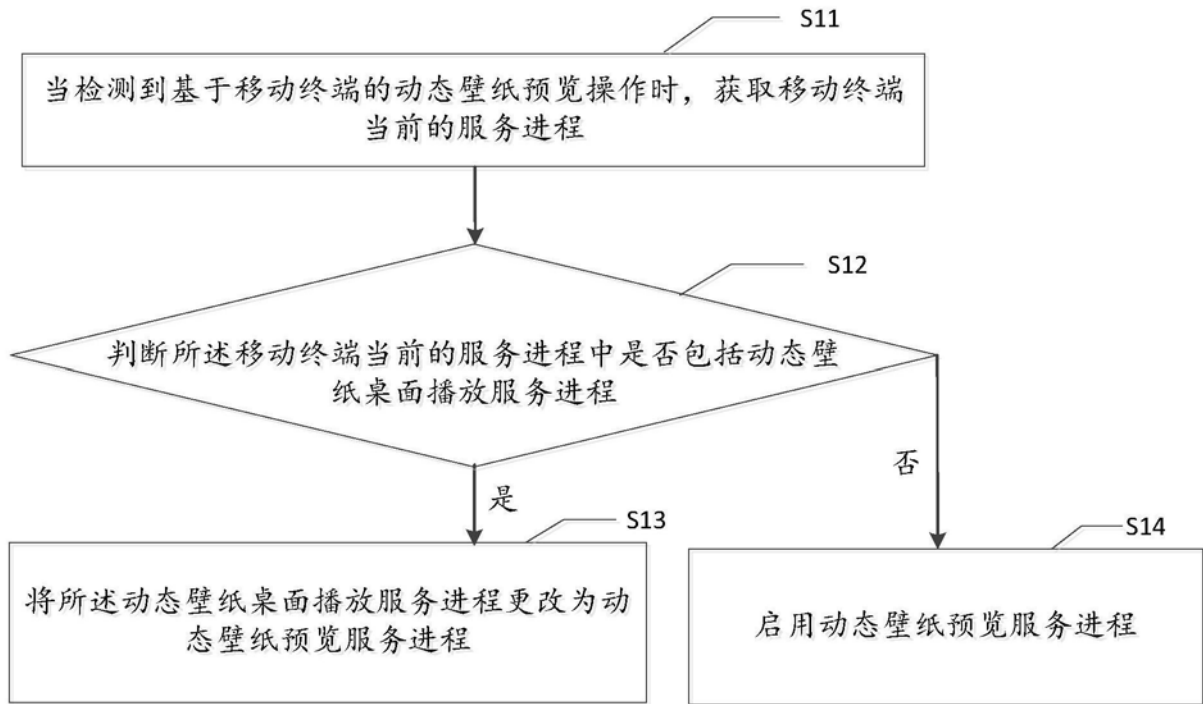 S11
当检测到基于移动终端的动态壁纸预览操作时，获取移动终端
当前的服务进程
S12
判断所述移动终端当前的服务进程中是否包括动态壁
纸桌面播放服务进程
是
否
S13
将所述动态壁纸桌面播放服务进程更改为动
态壁纸预览服务进程
S14
启用动态壁纸预览服务进程